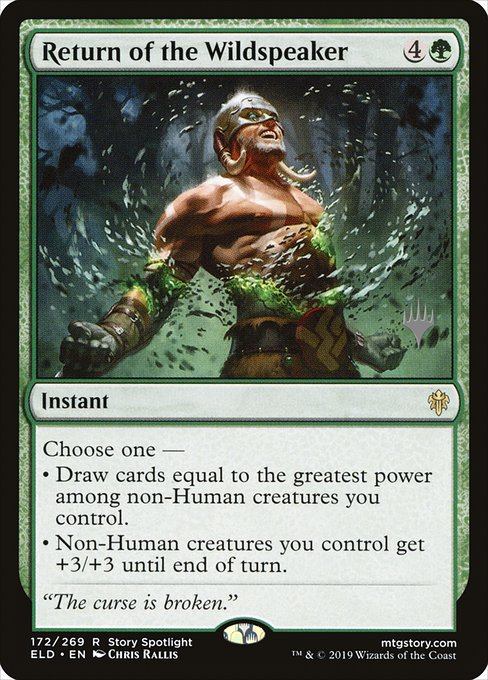 Return of the Wildspeaker 4
Instant
Choose one —
• Draw cards equal to the greatest power
among non-Human creatures you
control.
• Non-Human creatures you control get
+3/+3 until end of turn.
“The curse is broken.”
172/269 R Story Spotlight
ELD • EN Chris Rallis
mtgstory.com
™ & © 2019 Wizards of the Coast